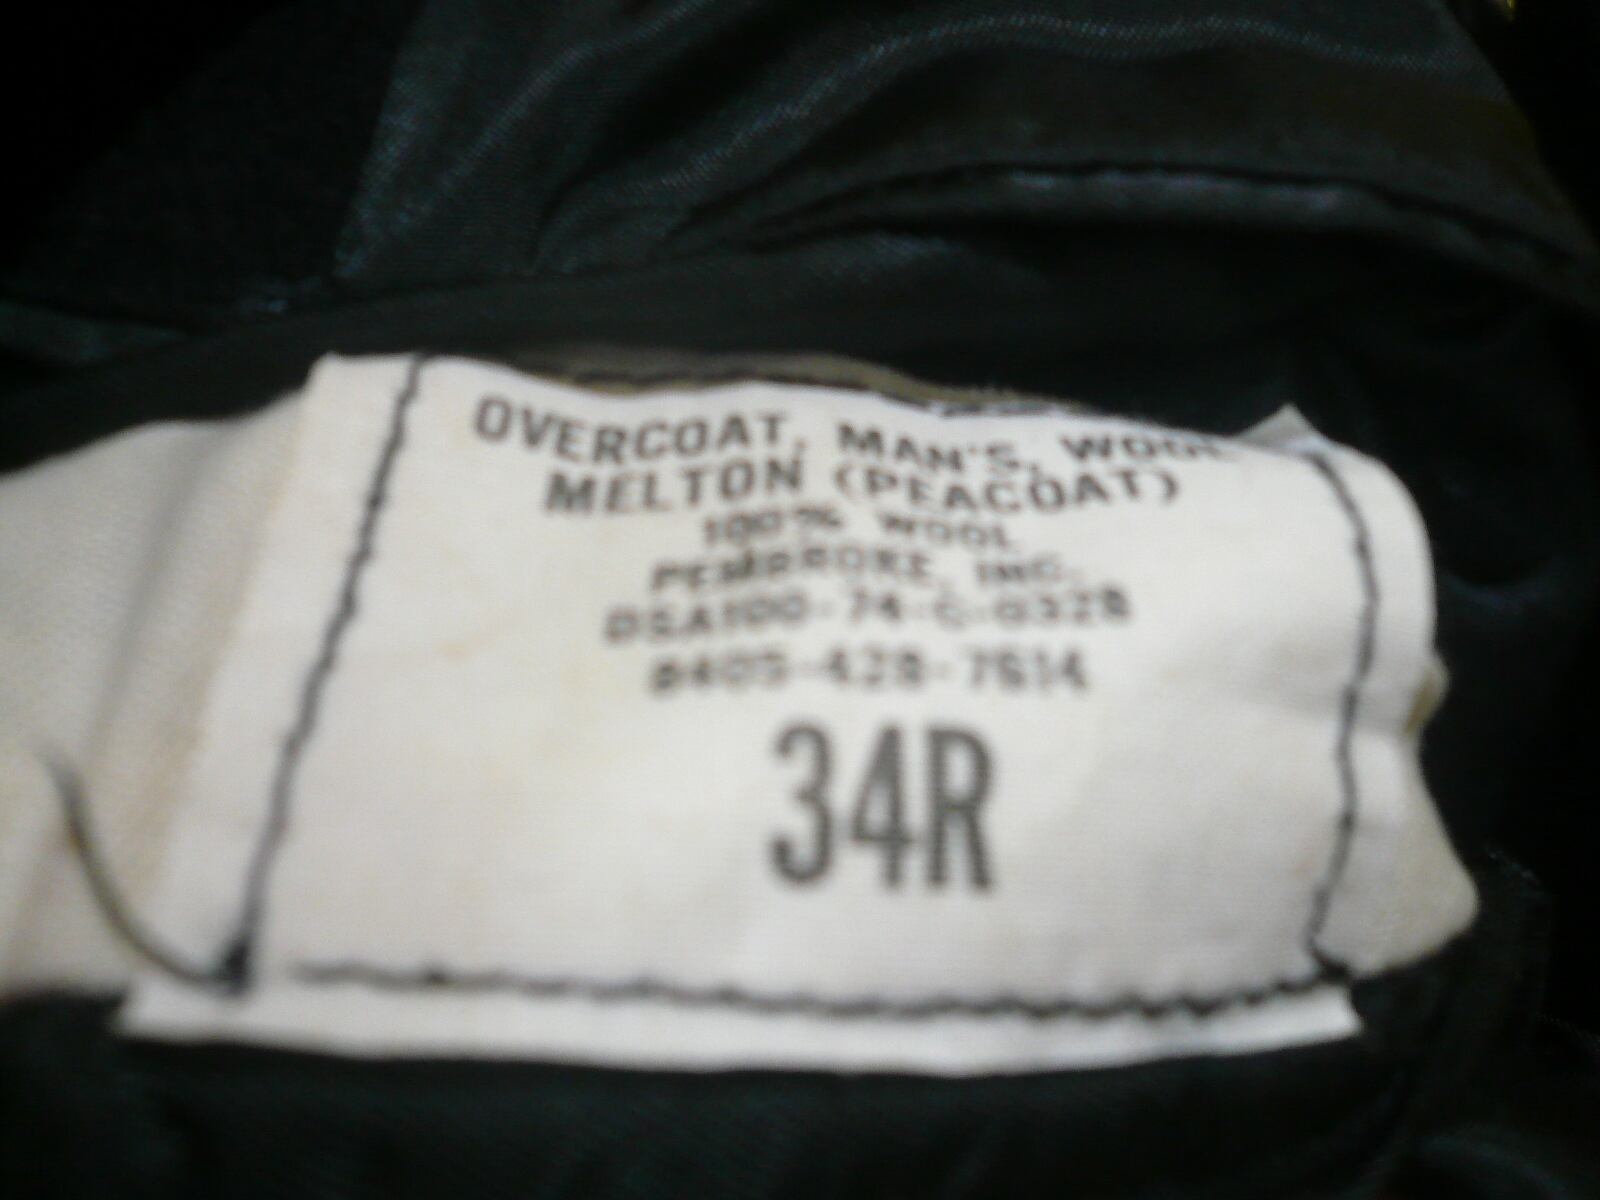 OVERCOAT, MAN'S, WOOL
MELTON (PEACOAT)
100% WOOL
PEMBROKE, INC.
DSA100-74-C-0328
8405-428-7614
34R